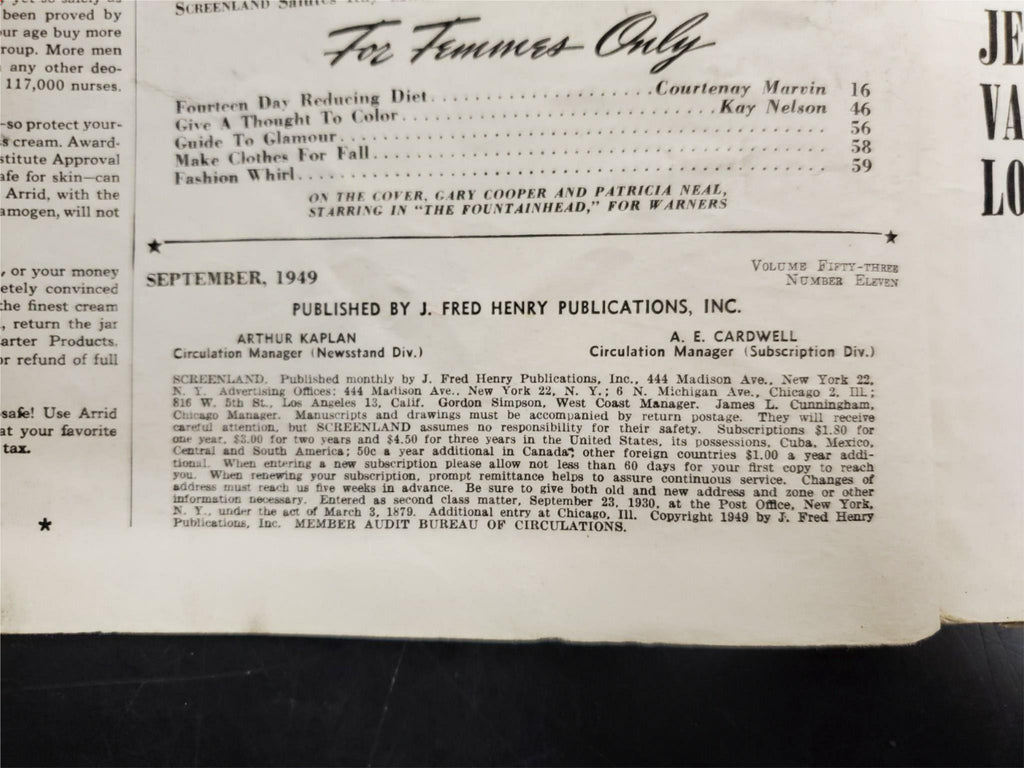 been proved by
ur age buy more
roup. More men
any other deo-
117,000 nurses.
-so protect your-
s cream. Award-
stitute Approval
afe for skin—can
Arrid, with the
amogen, will not
, or your money
etely convinced
the finest cream
., return the jar
arter Products.
or refund of full
-safe! Use Arrid
at your favorite
tax.
★
SCREENLAND Salutes
For Femmes Only
Fourteen Day Reducing Diet . . . . . . . . . . . . . . . . . . . Courtenay Marvin 16
Give A Thought To Color . . . . . . . . . . . . . . . . . . . . . . . . . . . Kay Nelson 46
Guide To Glamour . . . . . . . . . . . . . . . . . . . . . . . . . . . . . . . . . . . . . . . . . 56
Make Clothes For Fall . . . . . . . . . . . . . . . . . . . . . . . . . . . . . . . . . . . . . . 58
Fashion Whirl . . . . . . . . . . . . . . . . . . . . . . . . . . . . . . . . . . . . . . . . . . . . . 59
ON THE COVER, GARY COOPER AND PATRICIA NEAL,
STARRING IN "THE FOUNTAINHEAD," FOR WARNERS
SEPTEMBER, 1949
VOLUME FIFTY-THREE
NUMBER ELEVEN
PUBLISHED BY J. FRED HENRY PUBLICATIONS, INC.
ARTHUR KAPLAN
Circulation Manager (Newsstand Div.)
A. E. CARDWELL
Circulation Manager (Subscription Div.)
SCREENLAND. Published monthly by J. Fred Henry Publications, Inc., 444 Madison Ave., New York 22,
N. Y. Advertising Offices: 444 Madison Ave., New York 22, N. Y.; 6 N. Michigan Ave., Chicago 2, Ill.;
816 W. 5th St., Los Angeles 13, Calif. Gordon Simpson, West Coast Manager. James L. Cunningham,
Chicago Manager. Manuscripts and drawings must be accompanied by return postage. They will receive
careful attention, but SCREENLAND assumes no responsibility for their safety. Subscriptions $1.80 for
one year, $3.00 for two years and $4.50 for three years in the United States, its possessions, Cuba, Mexico,
Central and South America; 50c a year additional in Canada; other foreign countries $1.00 a year addi-
tional. When entering a new subscription please allow not less than 60 days for your first copy to reach
you. When renewing your subscription, prompt remittance helps to assure continuous service. Changes of
address must reach us five weeks in advance. Be sure to give both old and new address and zone or other
information necessary. Entered as second class matter, September 23, 1930, at the Post Office, New York,
N. Y., under the act of March 3, 1879. Additional entry at Chicago, Ill. Copyright 1949 by J. Fred Henry
Publications, Inc. MEMBER AUDIT BUREAU OF CIRCULATIONS.
JE
VA
LO